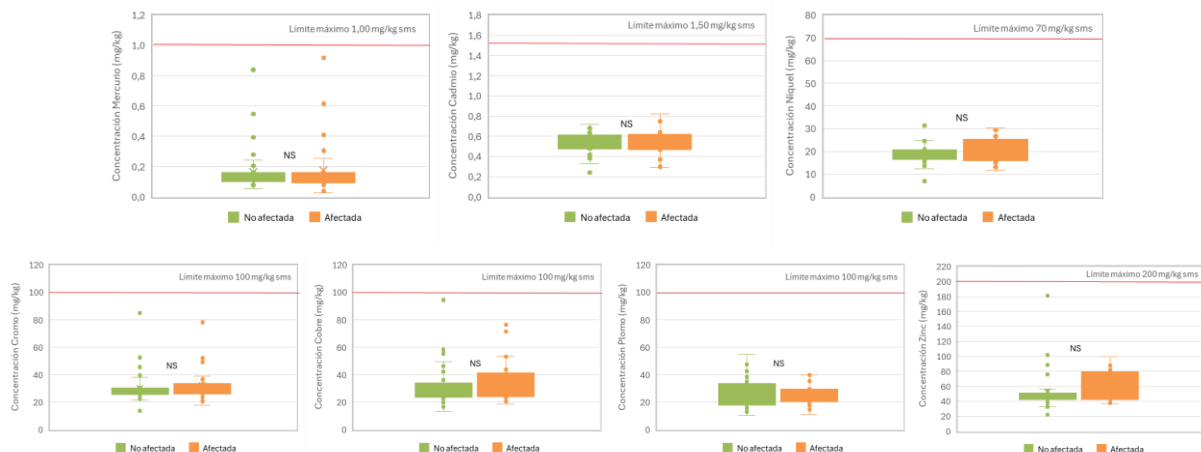 Concentración Mercurio (mg/kg)
1,2
1,0
0,8
0,6
0,4
0,2
0,0
Límite máximo 1,00 mg/kg sms
NS
No afectada
Afectada
Concentración Cadmio (mg/kg)
1,8
1,6
1,4
1,2
1,0
0,8
0,6
0,4
0,2
0,0
Límite máximo 1,50 mg/kg sms
NS
No afectada
Afectada
Concentración Níquel (mg/kg)
80
70
60
50
40
30
20
10
0
Límite máximo 70 mg/kg sms
NS
No afectada
Afectada
Concentración Cromo (mg/kg)
120
100
80
60
40
20
0
Límite máximo 100 mg/kg sms
NS
No afectada
Afectada
Concentración Cobre (mg/kg)
120
100
80
60
40
20
0
Límite máximo 100 mg/kg sms
NS
No afectada
Afectada
Concentración Plomo (mg/kg)
120
100
80
60
40
20
0
Límite máximo 100 mg/kg sms
NS
No afectada
Afectada
Concentración Zinc (mg/kg)
220
200
180
160
140
120
100
80
60
40
20
0
Límite máximo 200 mg/kg sms
NS
No afectada
Afectada